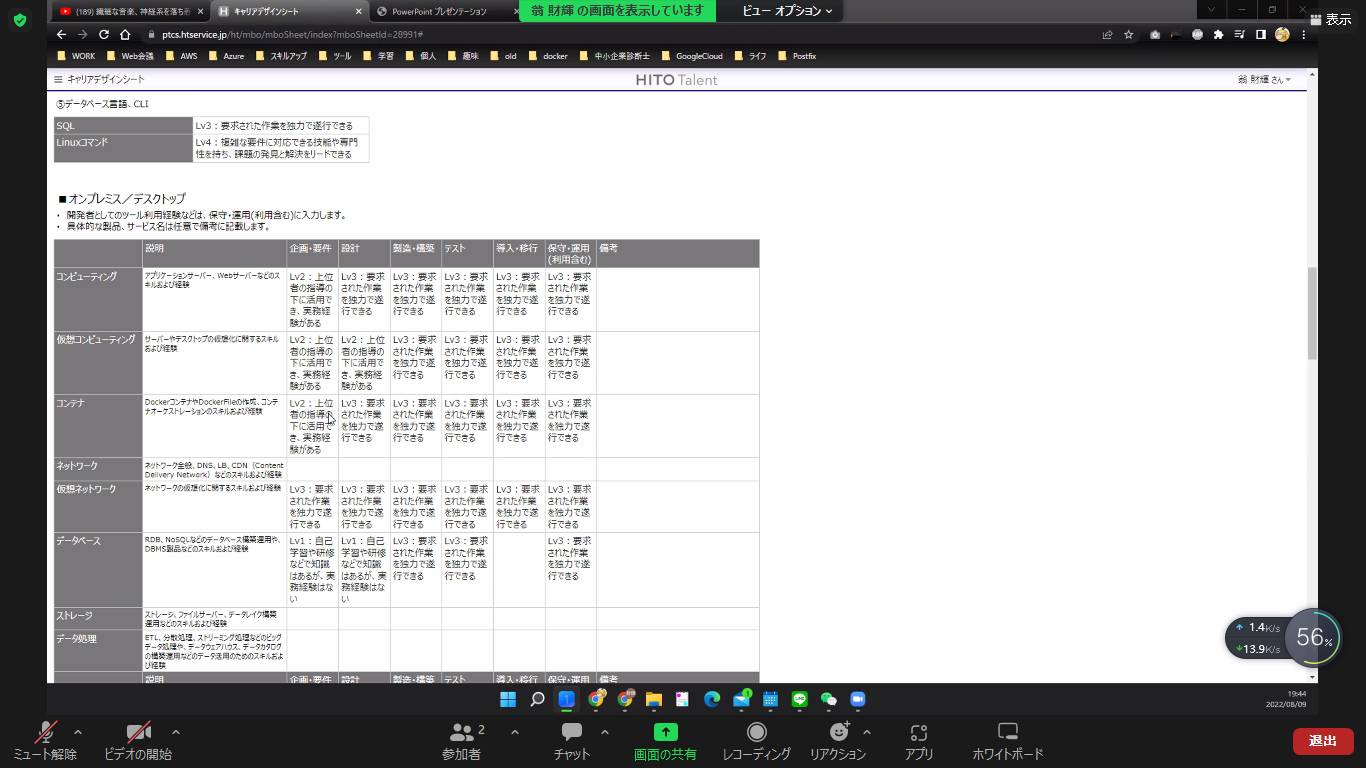 (189) 繊細な音楽、神経系を落ち着
キャリアデザインシート
PowerPoint プレゼンテーション
翁 財輝 の画面を表示しています
ビュー オプション
表示
ptcs.htservice.jp/ht/mbo/mboSheet/index?mboSheetId=28991#
WORK
Web会議
AWS
Azure
スキルアップ
ツール
学習
個人
趣味
old
docker
中小企業診断士
GoogleCloud
ライフ
Postfix
キャリアデザインシート
HITO Talent
翁 財輝 さん
⑤データベース言語、CLI
SQL
Lv3：要求された作業を独力で遂行できる
Linuxコマンド
Lv4：複雑な要件に対応できる技能や専門
性を持ち、課題の発見と解決をリードできる
■オンプレミス／デスクトップ
・ 開発者としてのツール利用経験などは、保守・運用(利用含む)に入力します。
・ 具体的な製品、サービス名は任意で備考に記載します。
説明
企画・要件
設計
製造・構築
テスト
導入・移行
保守・運用
(利用含む)
備考
コンピューティング
アプリケーションサーバー、Webサーバーなどのス
キルおよび経験
Lv2：上位
者の指導の
下に活用で
き、実務経
験がある
Lv3：要求
された作業
を独力で遂
行できる
Lv3：要求
された作業
を独力で遂
行できる
Lv3：要求
された作業
を独力で遂
行できる
Lv3：要求
された作業
を独力で遂
行できる
Lv3：要求
された作業
を独力で遂
行できる
仮想コンピューティング
サーバーやデスクトップの仮想化に関するスキル
および経験
Lv2：上位
者の指導の
下に活用で
き、実務経
験がある
Lv2：上位
者の指導の
下に活用で
き、実務経
験がある
Lv3：要求
された作業
を独力で遂
行できる
Lv3：要求
された作業
を独力で遂
行できる
Lv3：要求
された作業
を独力で遂
行できる
Lv3：要求
された作業
を独力で遂
行できる
コンテナ
DockerコンテナやDockerFileの作成、コンテ
ナオーケストレーションのスキルおよび経験
Lv2：上位
者の指導の
下に活用で
き、実務経
験がある
Lv3：要求
された作業
を独力で遂
行できる
Lv3：要求
された作業
を独力で遂
行できる
Lv3：要求
された作業
を独力で遂
行できる
Lv3：要求
された作業
を独力で遂
行できる
Lv3：要求
された作業
を独力で遂
行できる
ネットワーク
ネットワーク全般、DNS, LB, CDN（Content
Delivery Network）などのスキルおよび経験
仮想ネットワーク
ネットワークの仮想化に関するスキルおよび経験
Lv3：要求
された作業
を独力で遂
行できる
Lv3：要求
された作業
を独力で遂
行できる
Lv3：要求
された作業
を独力で遂
行できる
Lv3：要求
された作業
を独力で遂
行できる
Lv3：要求
された作業
を独力で遂
行できる
Lv3：要求
された作業
を独力で遂
行できる
データベース
RDB、NoSQLなどのデータベース構築運用や、
DBMS製品などのスキルおよび経験
Lv1：自己
学習や研修
などで知識
はあるが、実
務経験はな
い
Lv1：自己
学習や研修
などで知識
はあるが、実
務経験はな
い
Lv3：要求
された作業
を独力で遂
行できる
Lv3：要求
された作業
を独力で遂
行できる
Lv3：要求
された作業
を独力で遂
行できる
ストレージ
ストレージ、ファイルサーバー、データレイク構築
運用などのスキルおよび経験
データ処理
ETL、分散処理、ストリーミング処理などのビッグ
データ処理や、データウェアハウス、データカタログ
の構築運用などのデータ活用のためのスキルおよ
び経験
説明
企画・要件
設計
製造・構築
テスト
導入・移行
保守・運用
備考
1.4K/s
13.9K/s
56%
19:44
2022/08/09
ミュート解除
ビデオの開始
参加者
2
チャット
画面の共有
レコーディング
リアクション
アプリ
ホワイトボード
退出